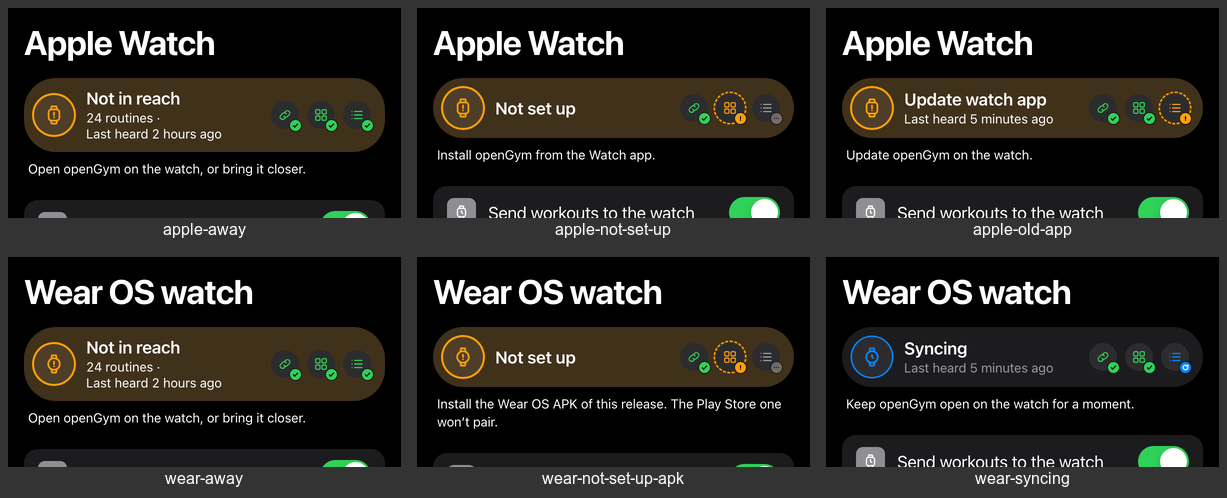 Apple Watch
Not in reach
24 routines ·
Last heard 2 hours ago
Open openGym on the watch, or bring it closer.
apple-away
Apple Watch
Not set up
Install openGym from the Watch app.
Send workouts to the watch
apple-not-set-up
Apple Watch
Update watch app
Last heard 5 minutes ago
Update openGym on the watch.
Send workouts to the watch
apple-old-app
Wear OS watch
Not in reach
24 routines ·
Last heard 2 hours ago
Open openGym on the watch, or bring it closer.
wear-away
Wear OS watch
Not set up
Install the Wear OS APK of this release. The Play Store one
won’t pair.
wear-not-set-up-apk
Wear OS watch
Syncing
Last heard 5 minutes ago
Keep openGym open on the watch for a moment.
Send workouts to the watch
wear-syncing